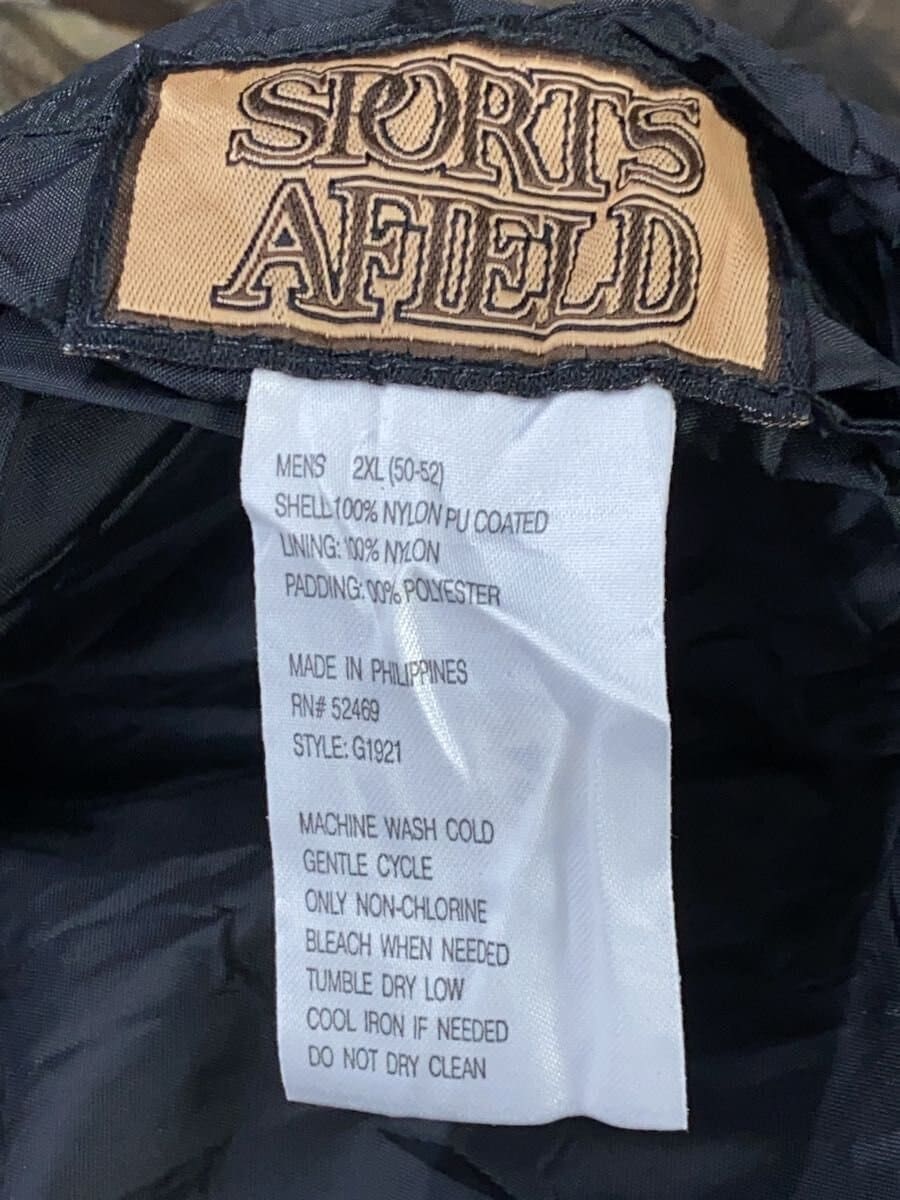 SPORTS
AFIELD
MEN'S 2XL (50-52)
SHELL 100% NYLON PU COATED
LINING: 100% NYLON
PADDING: 00% POLYESTER
MADE IN PHILIPPINES
RN# 52469
STYLE: G1921
MACHINE WASH COLD
GENTLE CYCLE
ONLY NON-CHLORINE
BLEACH WHEN NEEDED
TUMBLE DRY LOW
COOL IRON IF NEEDED
DO NOT DRY CLEAN